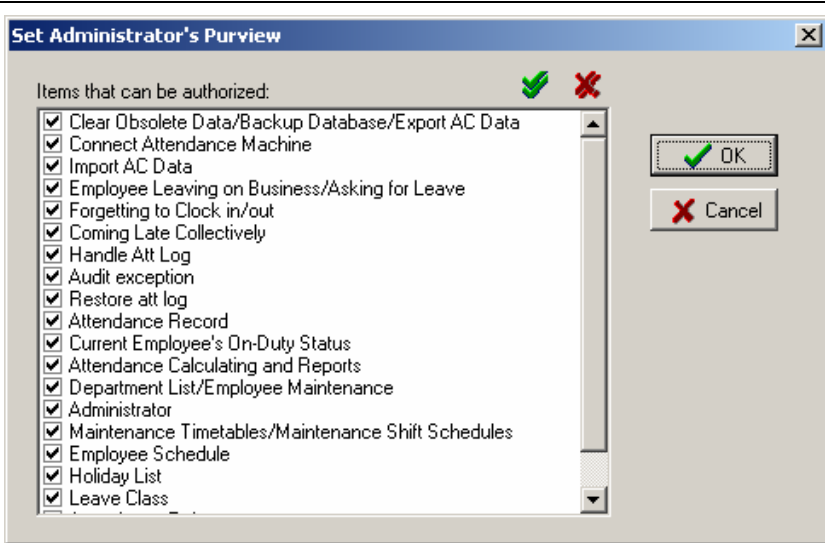 Set Administrator's Purview
Items that can be authorized:
Clear Obsolete Data/Backup Database/Export AC Data
Connect Attendance Machine
Import AC Data
Employee Leaving on Business/Asking for Leave
Forgetting to Clock in/out
Coming Late Collectively
Handle Att Log
Audit exception
Restore att log
Attendance Record
Current Employee's On-Duty Status
Attendance Calculating and Reports
Department List/Employee Maintenance
Administrator
Maintenance Timetables/Maintenance Shift Schedules
Employee Schedule
Holiday List
Leave Class
OK
Cancel